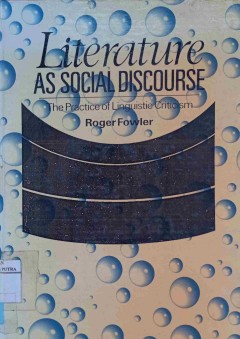 Literature
AS SOCIAL DISCOURSE
The Practice of Linguistic Criticism
Roger Fowler